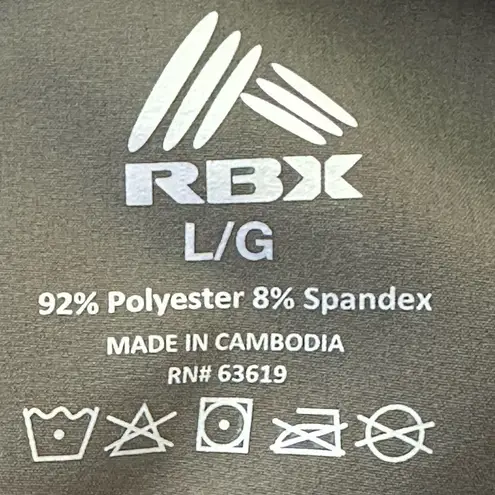 RBX
L/G
92% Polyester 8% Spandex
MADE IN CAMBODIA
RN# 63619